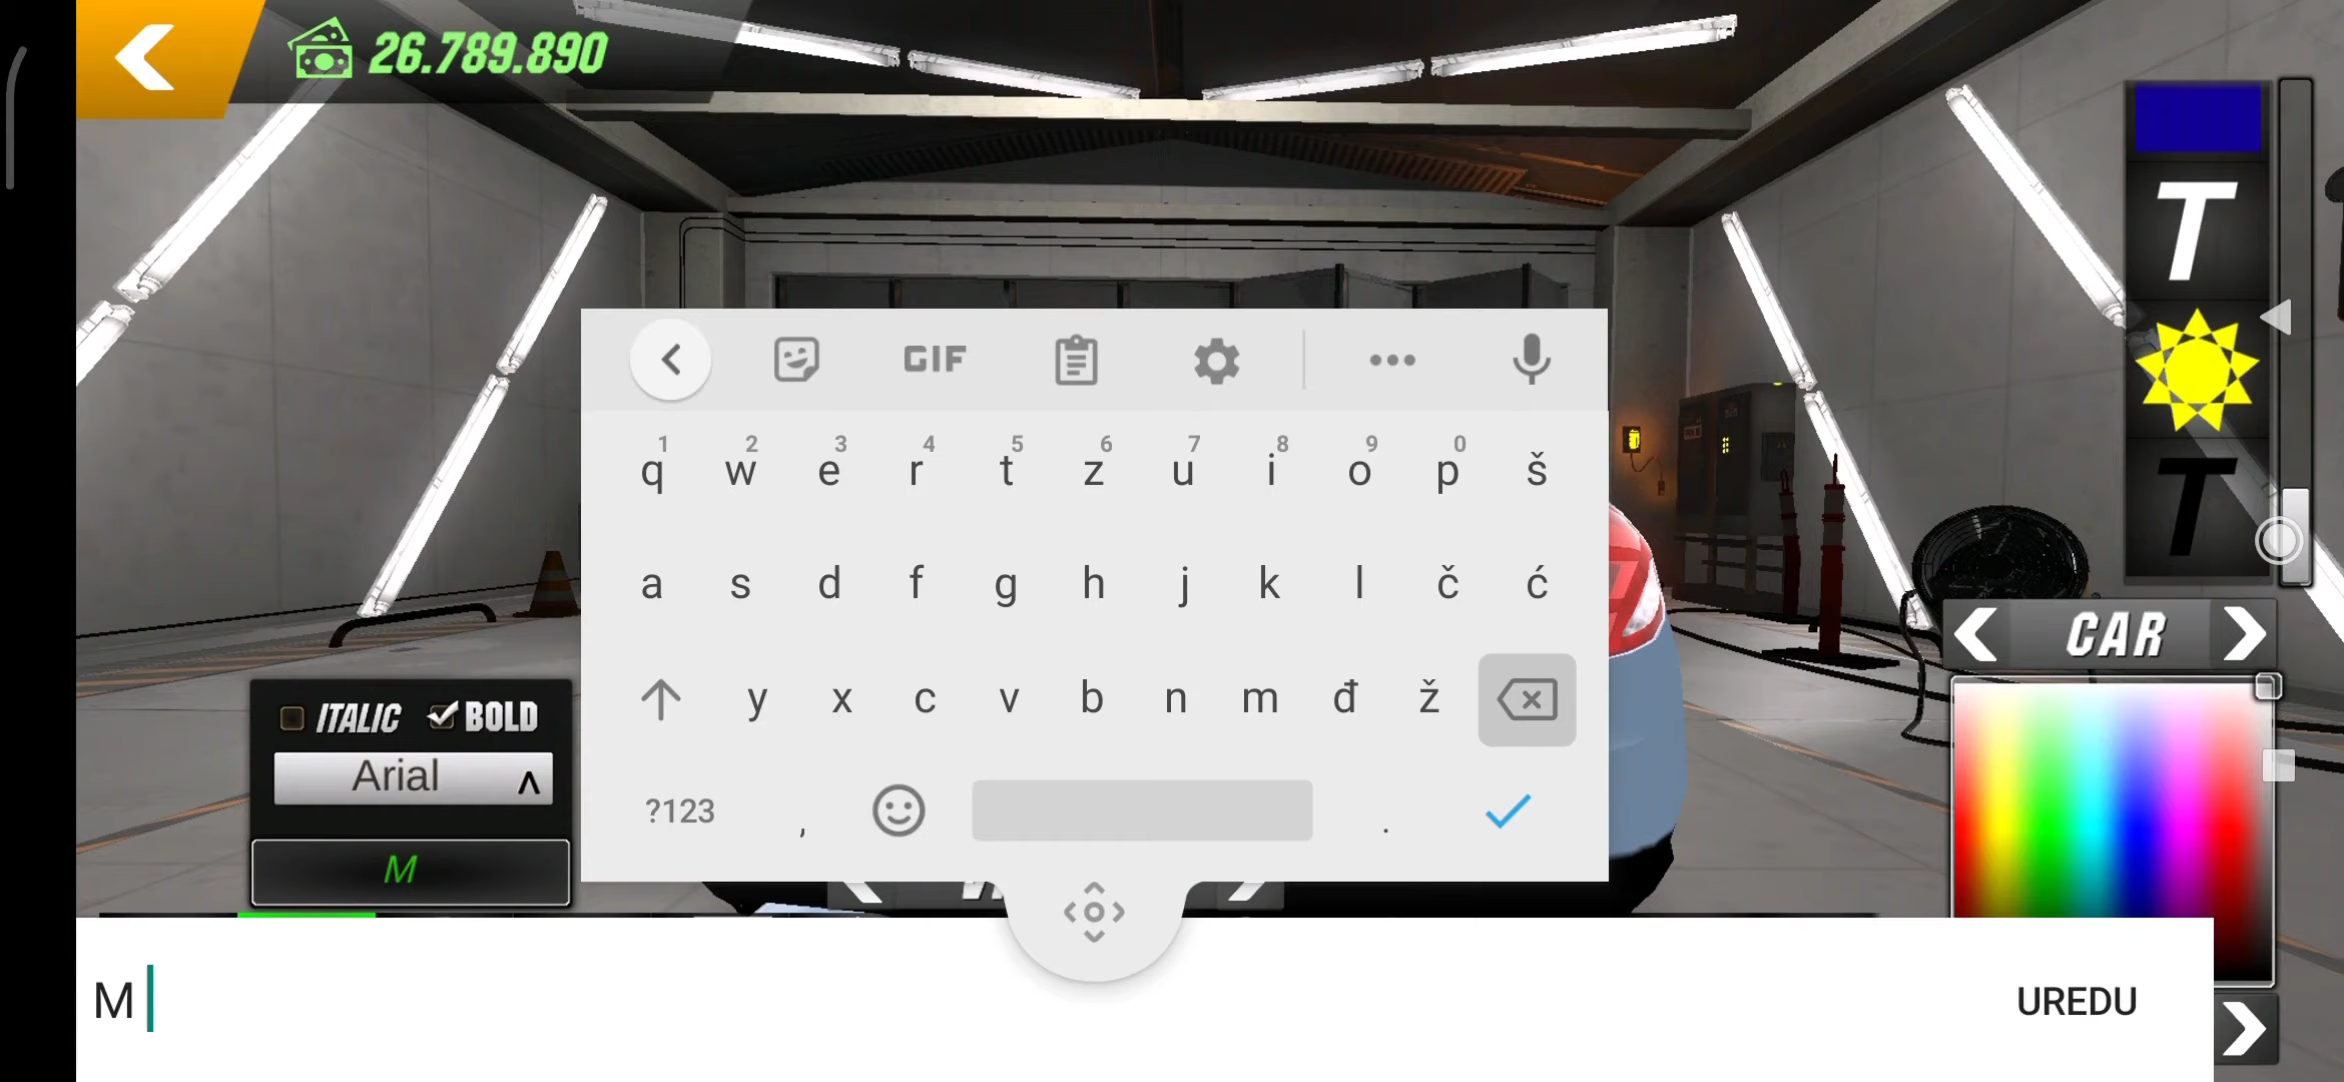 26.789.890
T
T
GIF
1 2 3 4 5 6 7 8 9 0
q w e r t z u i o p š
a s d f g h j k l č ć
y x c v b n m đ ž
?123 , .
CAR
ITALIC BOLD
Arial
M
M
UREDU